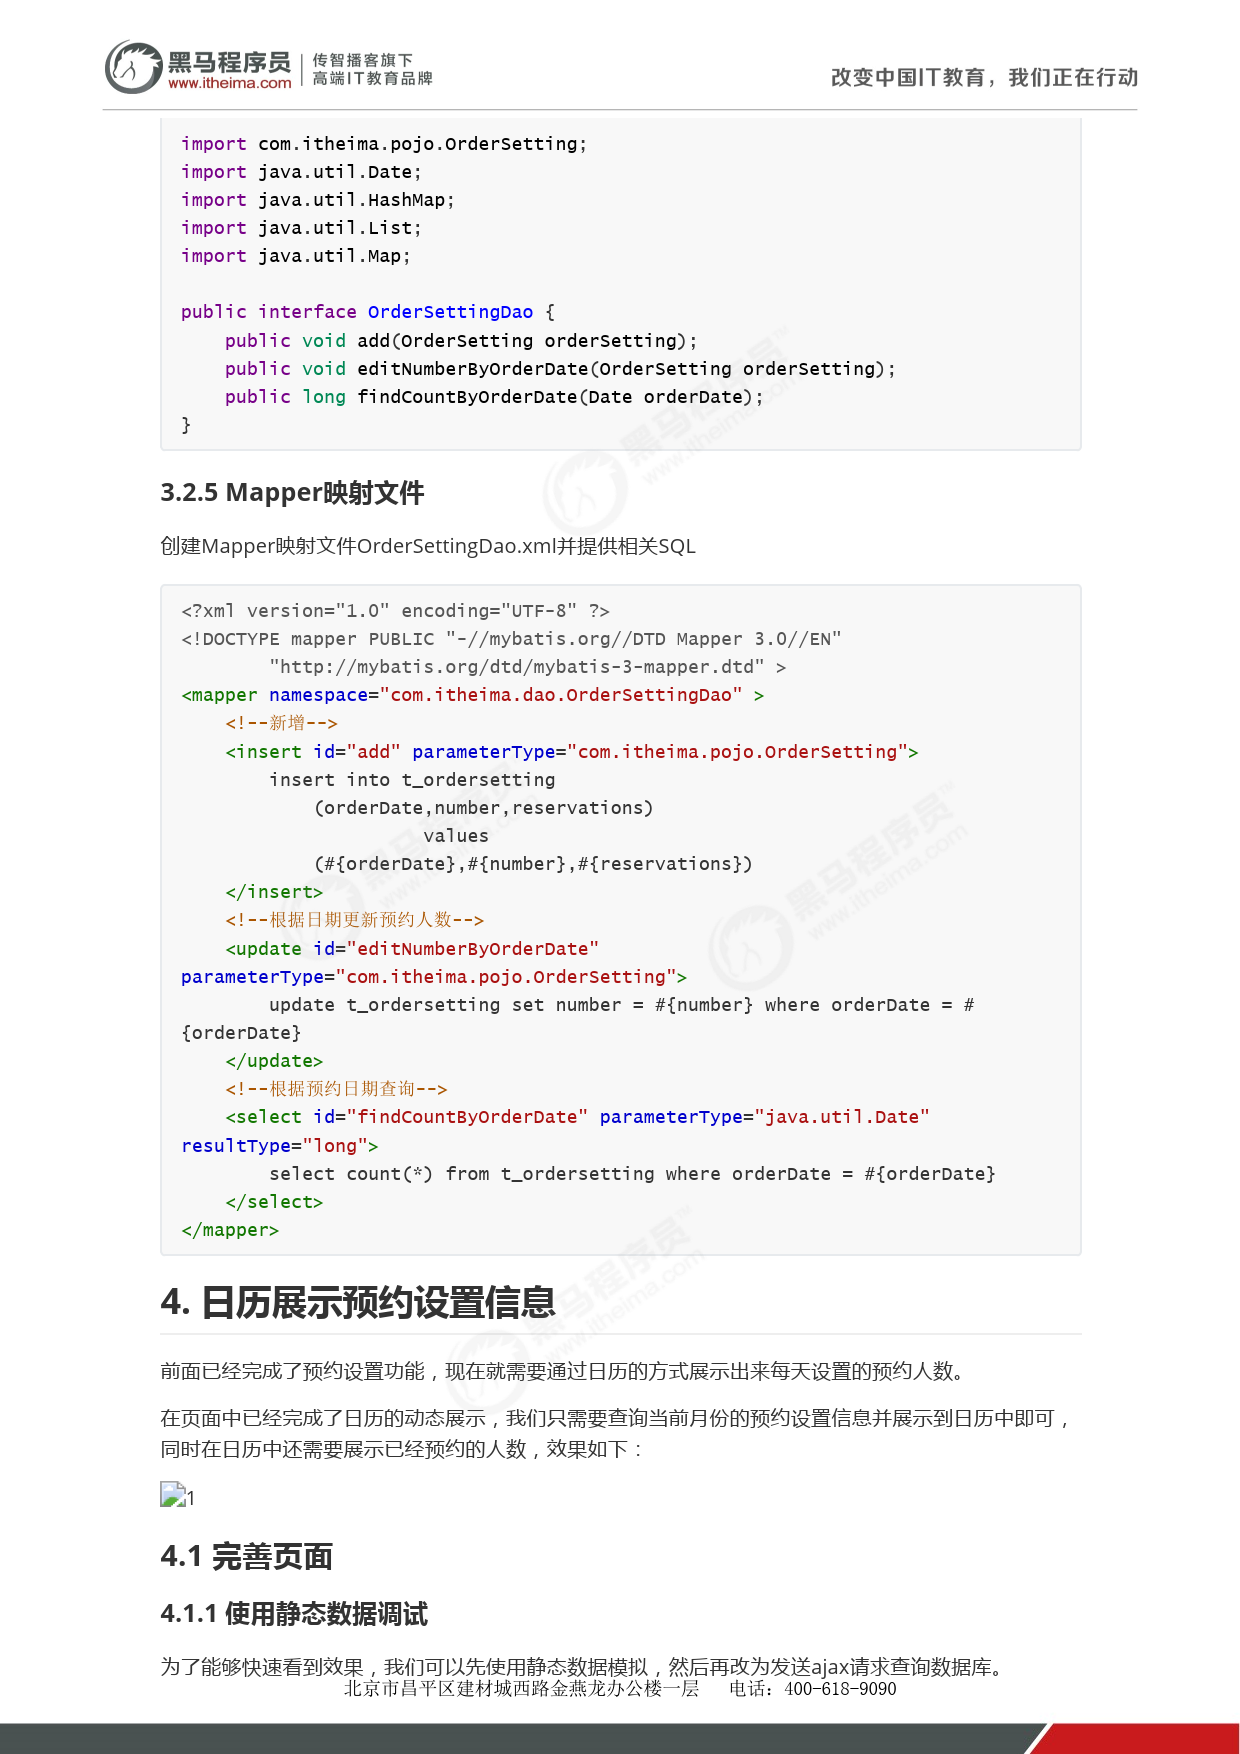 黑马程序员 传智播客旗下
www.itheima.com 高端IT教育品牌
改变中国IT教育，我们正在行动
import com.itheima.pojo.OrderSetting;
import java.util.Date;
import java.util.HashMap;
import java.util.List;
import java.util.Map;
public interface OrderSettingDao {
    public void add(OrderSetting orderSetting);
    public void editNumberByOrderDate(OrderSetting orderSetting);
    public long findCountByOrderDate(Date orderDate);
}
3.2.5 Mapper映射文件
创建Mapper映射文件OrderSettingDao.xml并提供相关SQL
<?xml version="1.0" encoding="UTF-8" ?>
<!DOCTYPE mapper PUBLIC "-//mybatis.org//DTD Mapper 3.0//EN"
        "http://mybatis.org/dtd/mybatis-3-mapper.dtd" >
<mapper namespace="com.itheima.dao.OrderSettingDao" >
    <!--新增-->
    <insert id="add" parameterType="com.itheima.pojo.OrderSetting">
        insert into t_ordersetting
            (orderDate,number,reservations)
                      values
            (#{orderDate},#{number},#{reservations})
    </insert>
    <!--根据日期更新预约人数-->
    <update id="editNumberByOrderDate"
parameterType="com.itheima.pojo.OrderSetting">
        update t_ordersetting set number = #{number} where orderDate = #
{orderDate}
    </update>
    <!--根据预约日期查询-->
    <select id="findCountByOrderDate" parameterType="java.util.Date"
resultType="long">
        select count(*) from t_ordersetting where orderDate = #{orderDate}
    </select>
</mapper>
4. 日历展示预约设置信息
前面已经完成了预约设置功能，现在就需要通过日历的方式展示出来每天设置的预约人数。
在页面中已经完成了日历的动态展示，我们只需要查询当前月份的预约设置信息并展示到日历中即可，
同时在日历中还需要展示已经预约的人数，效果如下：
1
4.1 完善页面
4.1.1 使用静态数据调试
为了能够快速看到效果，我们可以先使用静态数据模拟，然后再改为发送ajax请求查询数据库。
北京市昌平区建材城西路金燕龙办公楼一层 电话：400-618-9090